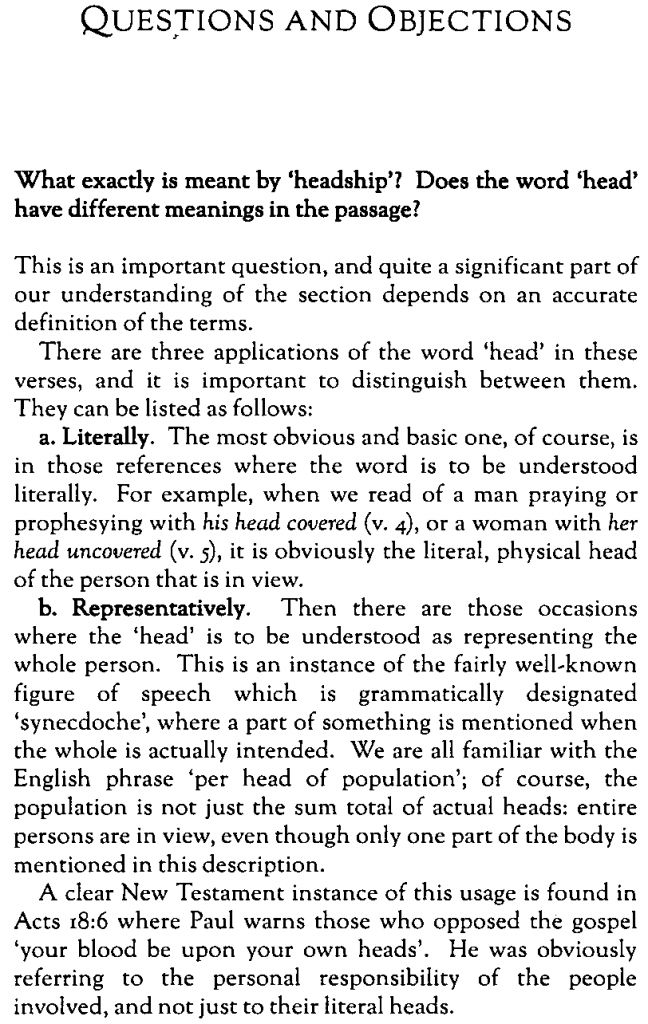 QUESTIONS AND OBJECTIONS
What exactly is meant by ‘headship’? Does the word ‘head’
have different meanings in the passage?
This is an important question, and quite a significant part of
our understanding of the section depends on an accurate
definition of the terms.
There are three applications of the word ‘head’ in these
verses, and it is important to distinguish between them.
They can be listed as follows:
a. Literally. The most obvious and basic one, of course, is
in those references where the word is to be understood
literally. For example, when we read of a man praying or
prophesying with his head covered (v. 4), or a woman with her
head uncovered (v. 5), it is obviously the literal, physical head
of the person that is in view.
b. Representatively. Then there are those occasions
where the ‘head’ is to be understood as representing the
whole person. This is an instance of the fairly well-known
figure of speech which is grammatically designated
‘synecdoche’, where a part of something is mentioned when
the whole is actually intended. We are all familiar with the
English phrase ‘per head of population’; of course, the
population is not just the sum total of actual heads: entire
persons are in view, even though only one part of the body is
mentioned in this description.
A clear New Testament instance of this usage is found in
Acts 18:6 where Paul warns those who opposed the gospel
‘your blood be upon your own heads’. He was obviously
referring to the personal responsibility of the people
involved, and not just to their literal heads.